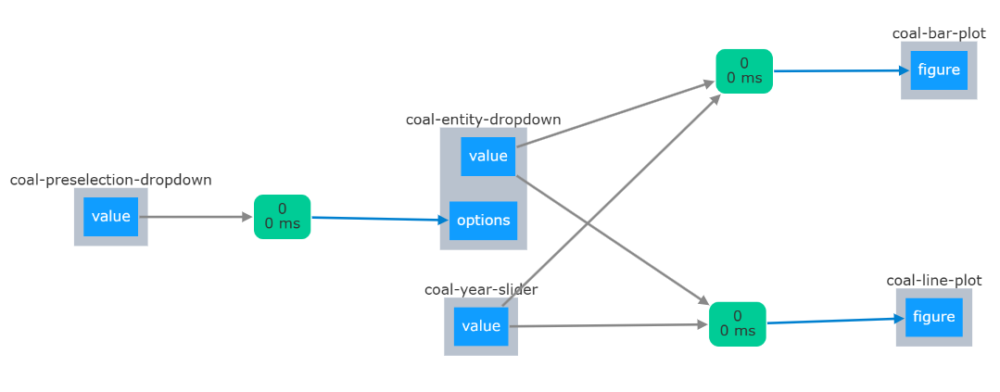 coal-bar-plot
0
0 ms
figure
coal-entity-dropdown
value
coal-preselection-dropdown
value
0
0 ms
options
coal-year-slider
value
coal-line-plot
0
0 ms
figure